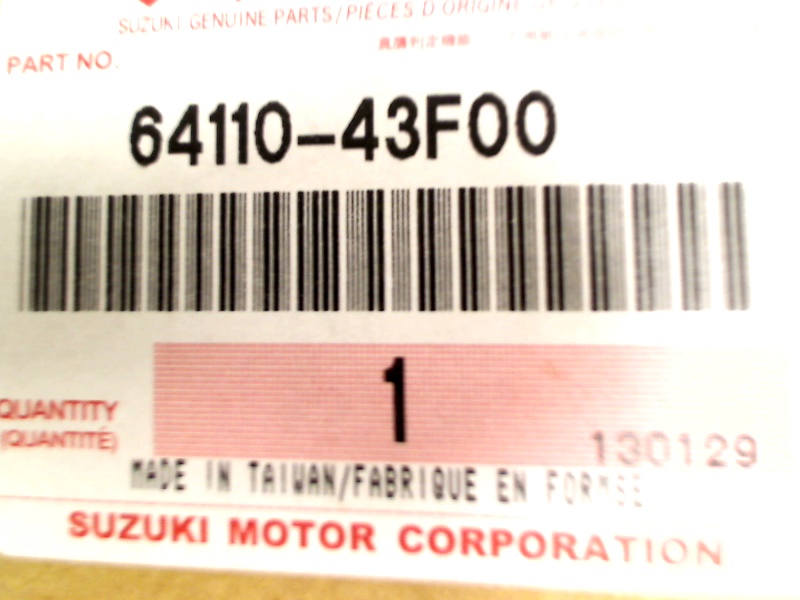 SUZUKI GENUINE PARTS/PIÈCES D'ORIGINE
PART NO.
64110-43F00
1
QUANTITY
(QUANTITÉ)
130129
MADE IN TAIWAN/FABRIQUE EN FORMSE
SUZUKI MOTOR CORPORATION